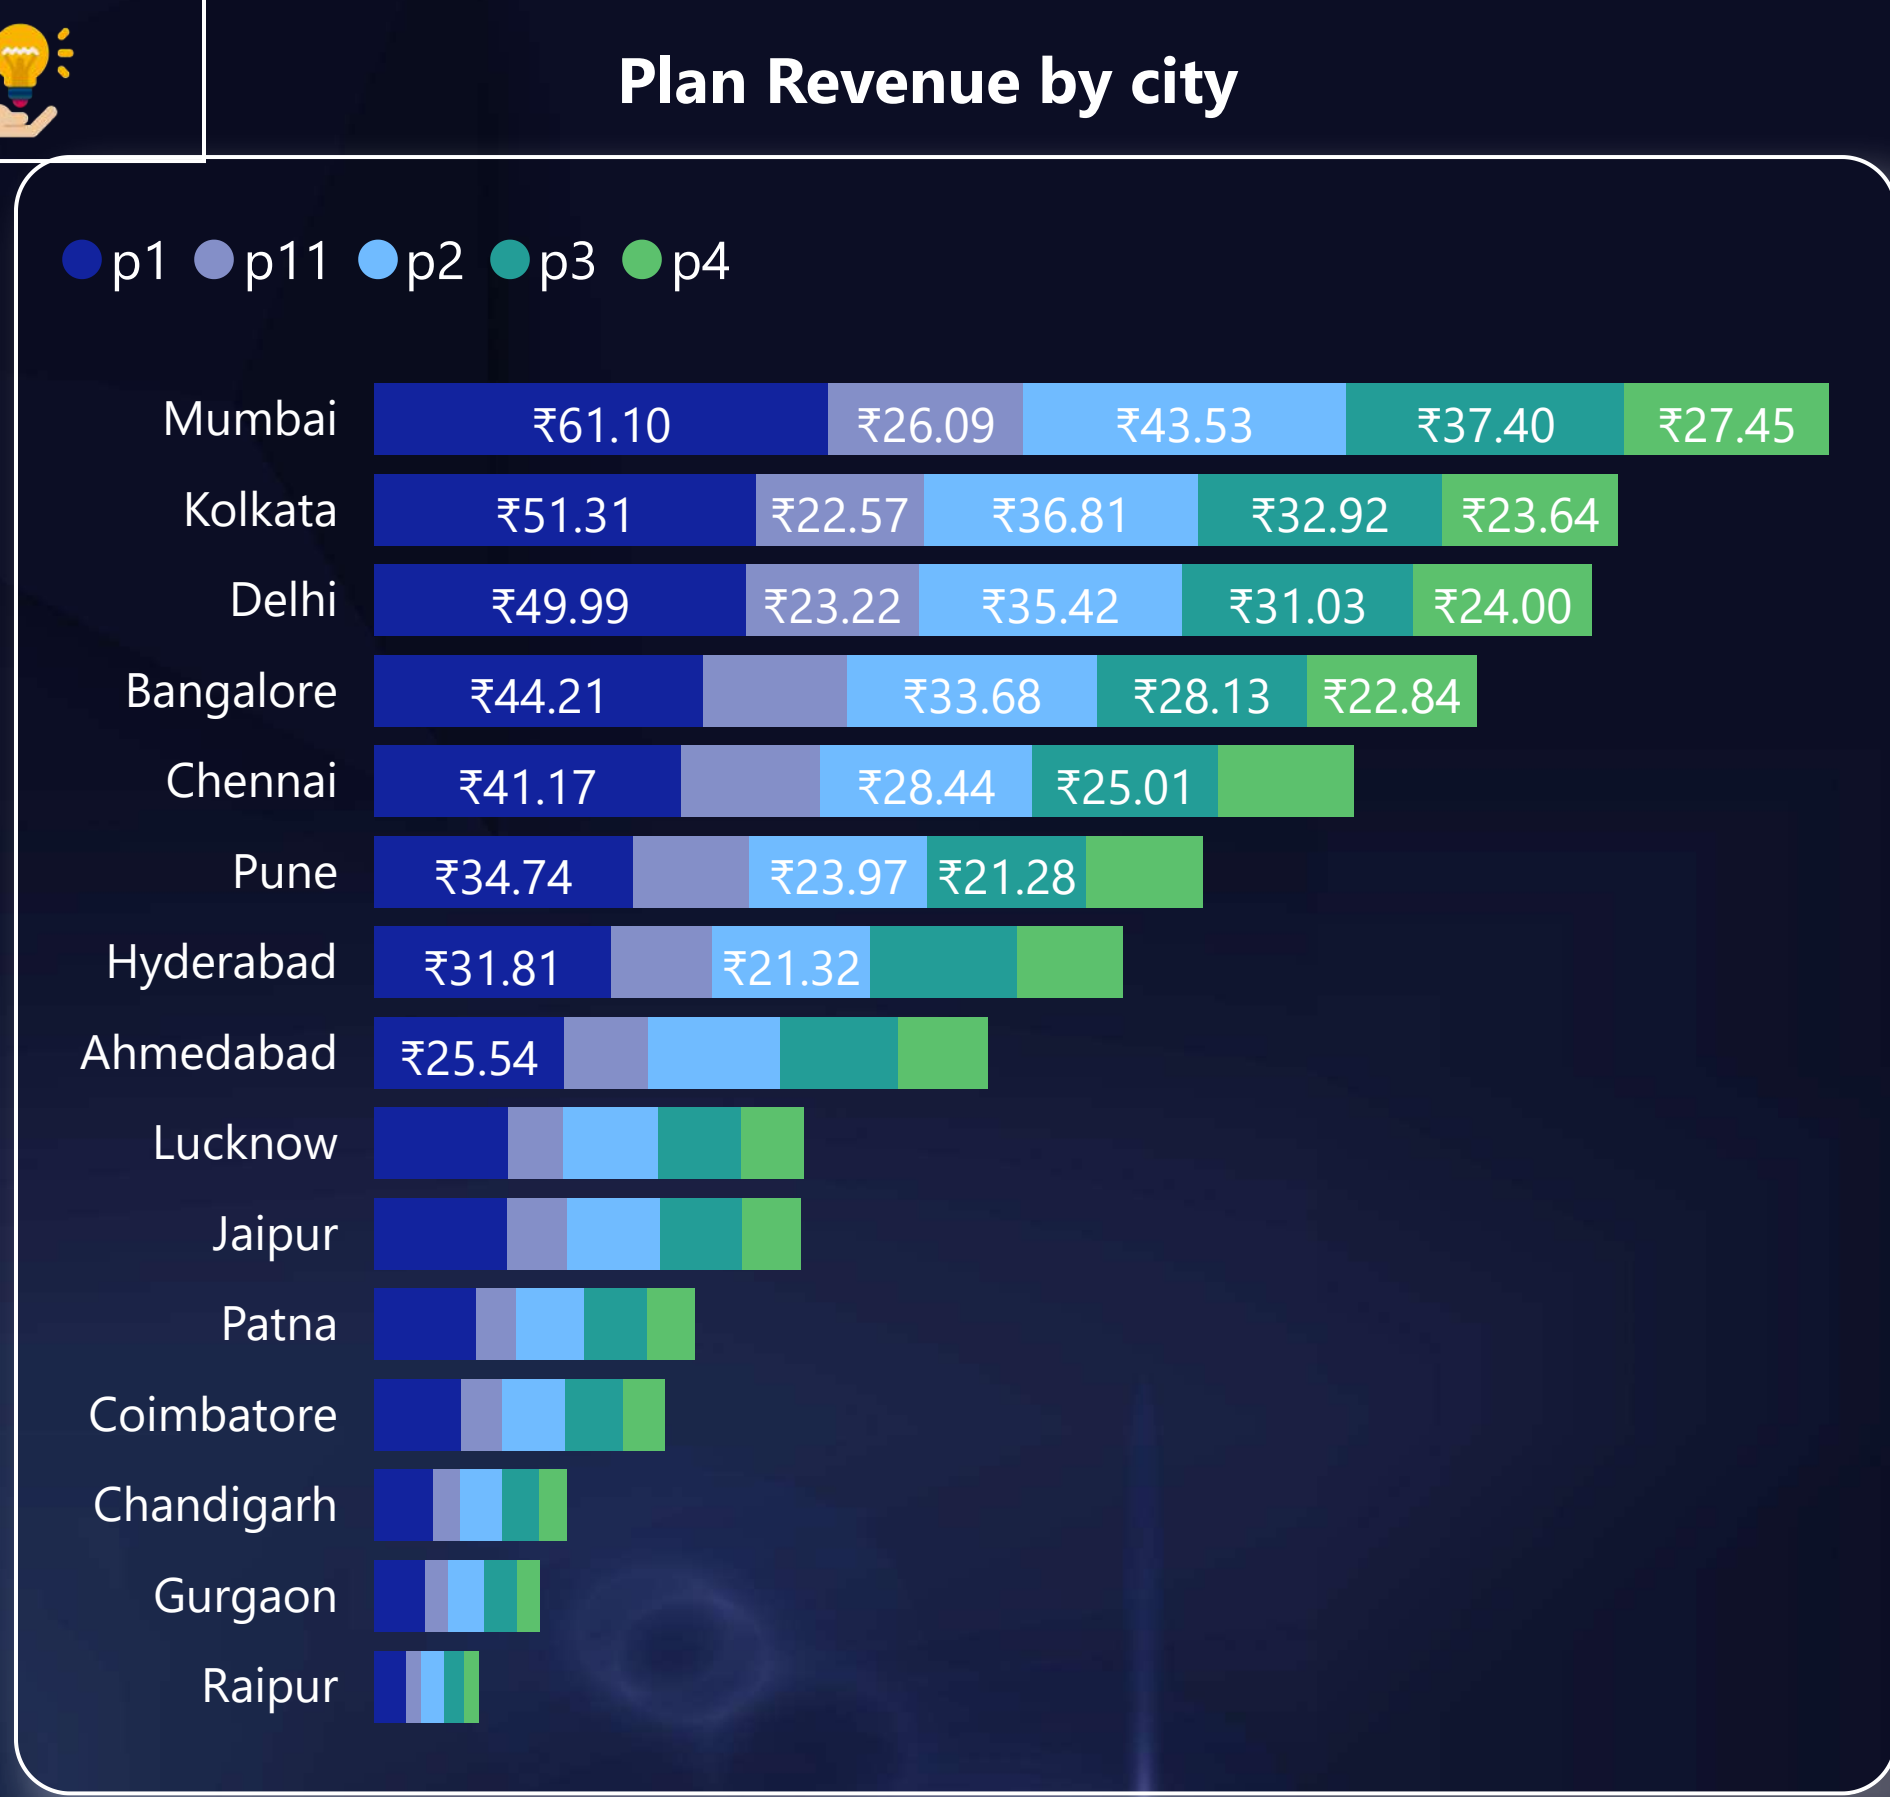 Plan Revenue by city
p1 p11 p2 p3 p4
Mumbai ₹61.10 ₹26.09 ₹43.53 ₹37.40 ₹27.45
Kolkata ₹51.31 ₹22.57 ₹36.81 ₹32.92 ₹23.64
Delhi ₹49.99 ₹23.22 ₹35.42 ₹31.03 ₹24.00
Bangalore ₹44.21 ₹33.68 ₹28.13 ₹22.84
Chennai ₹41.17 ₹28.44 ₹25.01
Pune ₹34.74 ₹23.97 ₹21.28
Hyderabad ₹31.81 ₹21.32
Ahmedabad ₹25.54
Lucknow
Jaipur
Patna
Coimbatore
Chandigarh
Gurgaon
Raipur